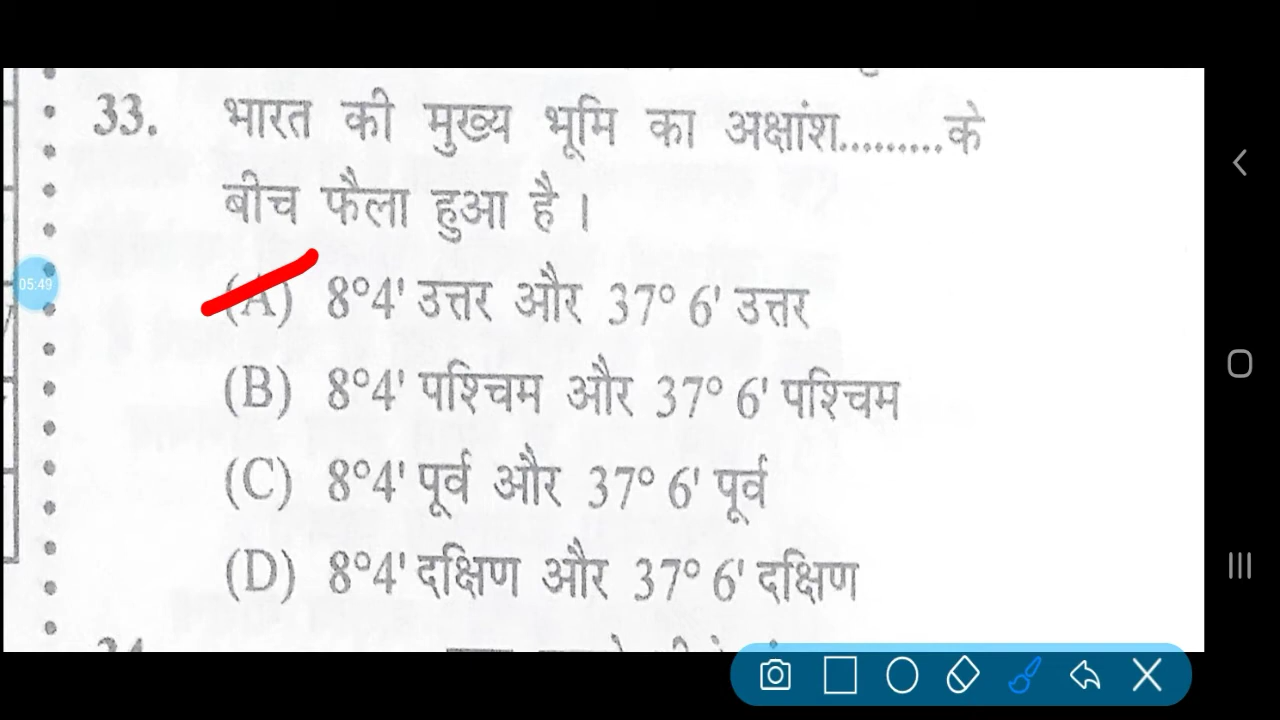 33. भारत की मुख्य भूमि का अक्षांश.........के
बीच फैला हुआ है ।
(A) 8°4' उत्तर और 37° 6' उत्तर
(B) 8°4' पश्चिम और 37° 6' पश्चिम
(C) 8°4' पूर्व और 37° 6' पूर्व
(D) 8°4' दक्षिण और 37° 6' दक्षिण
05:49